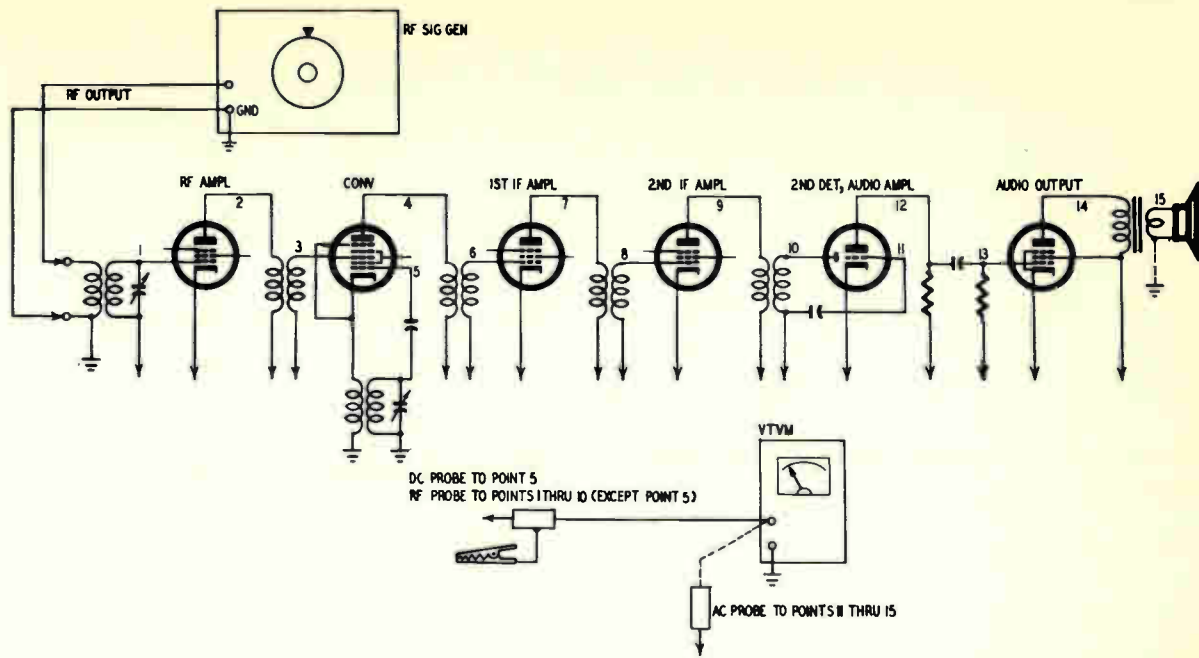 RF SIG GEN
RF OUTPUT
GND
RF AMPL
CONV
1ST IF AMPL
2ND IF AMPL
2ND DET, AUDIO AMPL
AUDIO OUTPUT
1
2
3
4
5
6
7
8
9
10
11
12
13
14
15
VTVM
DC PROBE TO POINT 5
RF PROBE TO POINTS 1 THRU 10 (EXCEPT POINT 5)
AC PROBE TO POINTS 11 THRU 15